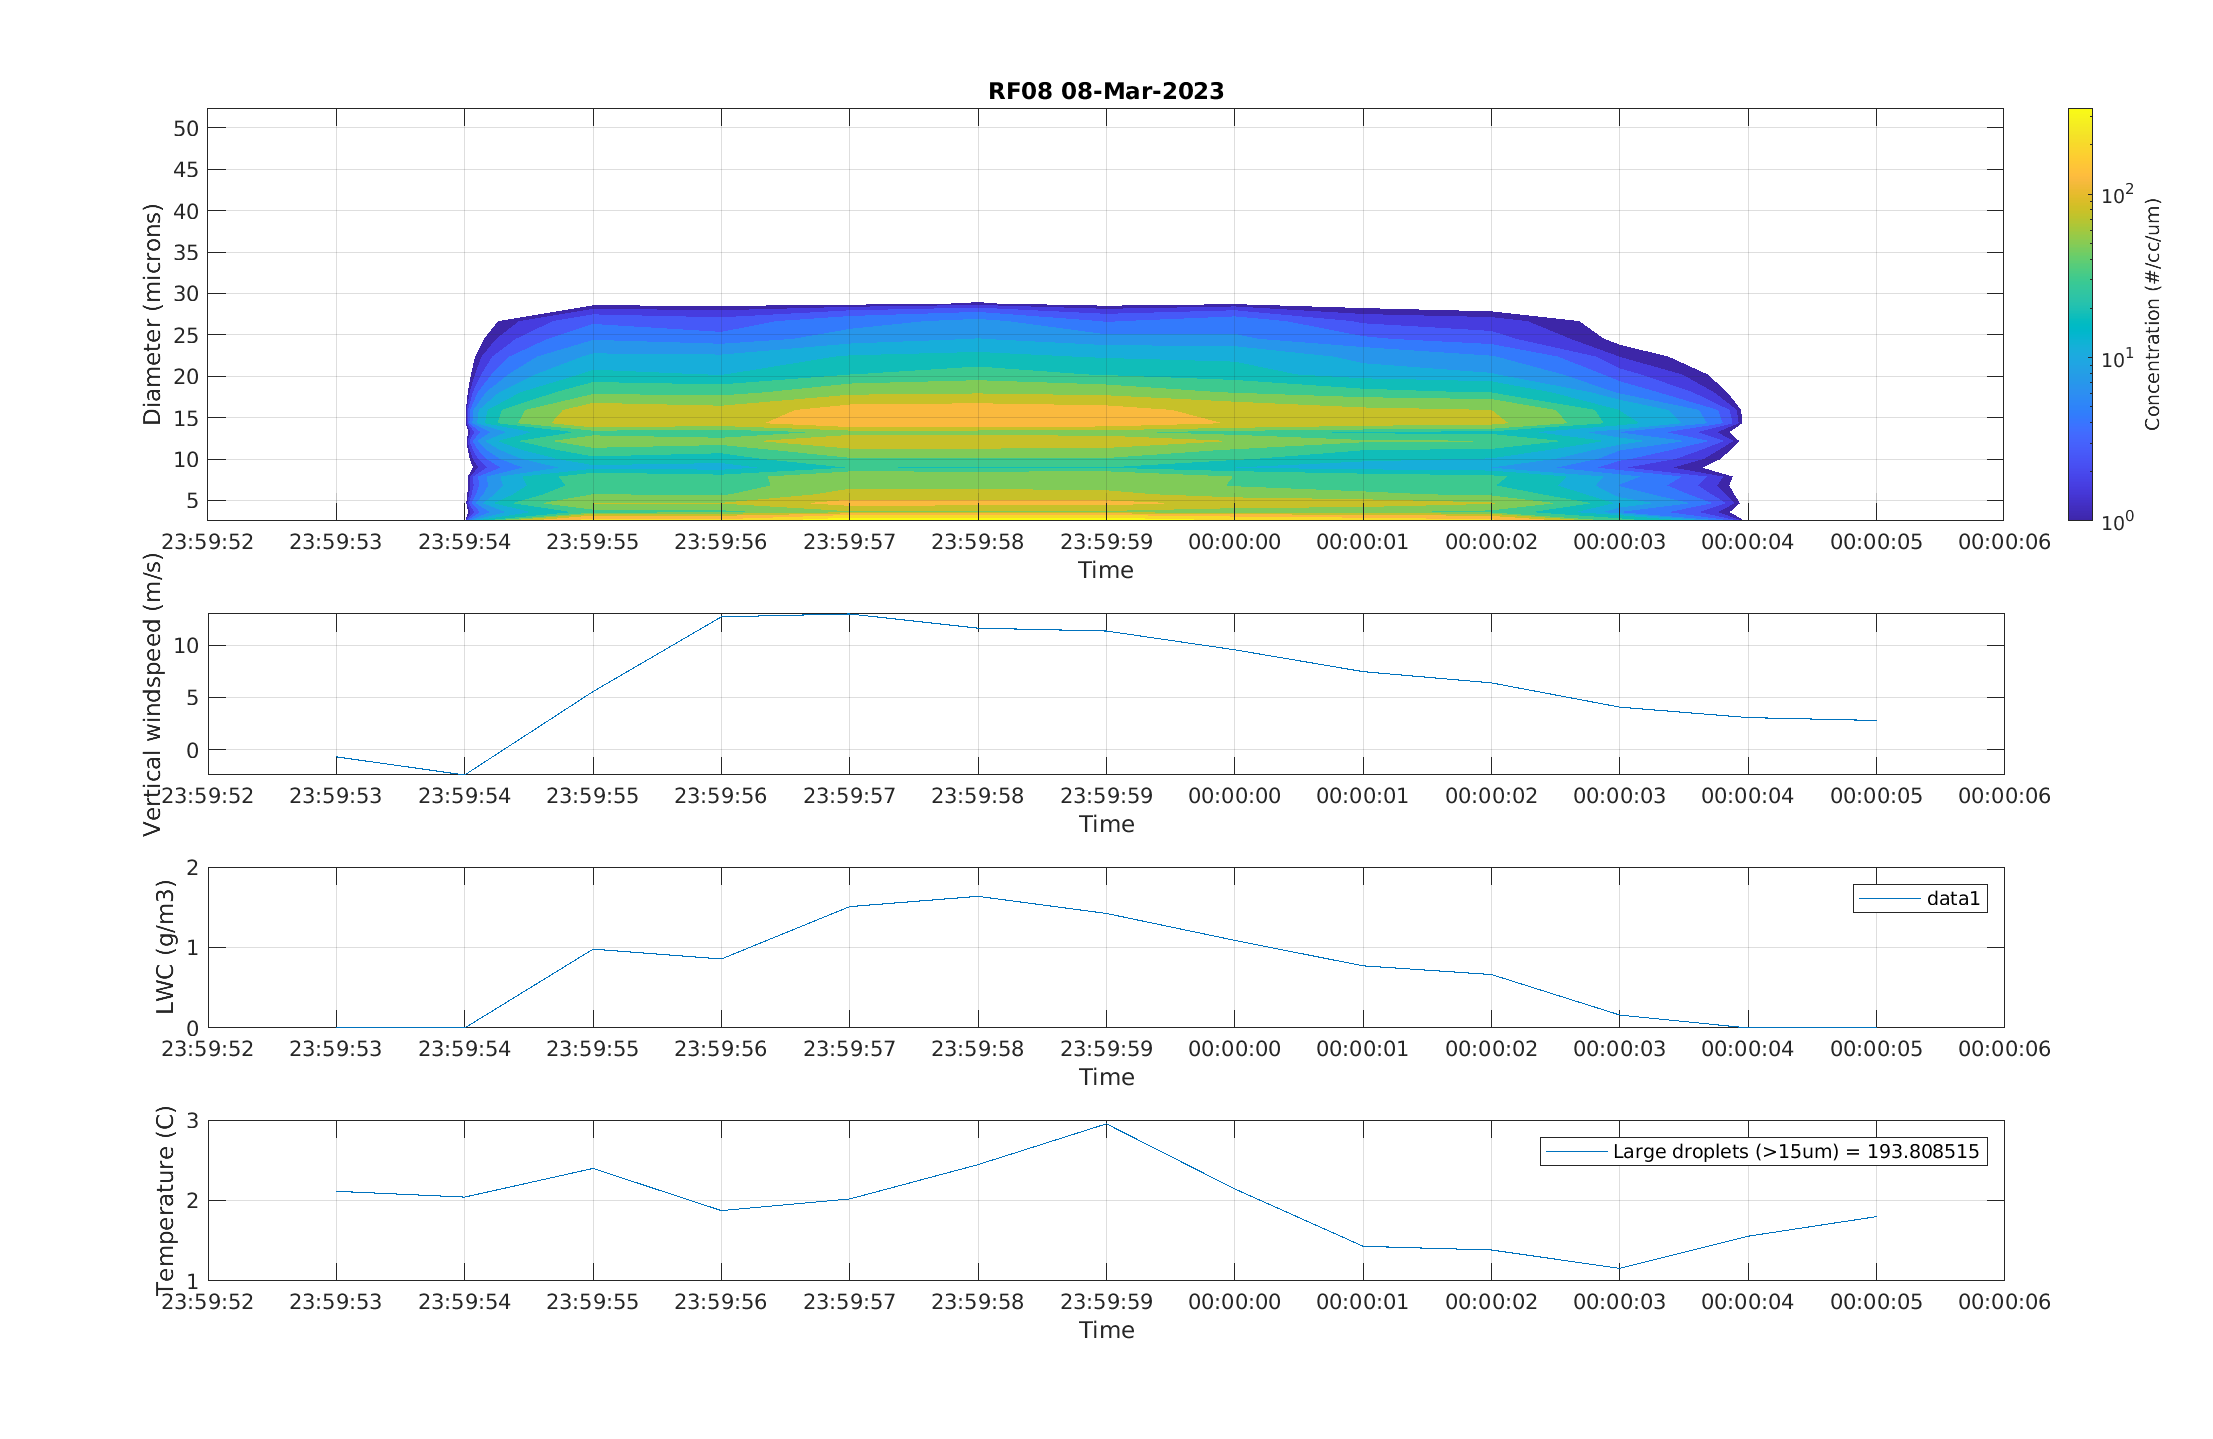 RF08 08-Mar-2023
50
45
40
35
30
25
20
15
10
5
Diameter (microns)
23:59:52 23:59:53 23:59:54 23:59:55 23:59:56 23:59:57 23:59:58 23:59:59 00:00:00 00:00:01 00:00:02 00:00:03 00:00:04 00:00:05 00:00:06
Time
10²
10¹
10⁰
Concentration (#/cc/um)
10
5
0
Vertical windspeed (m/s)
23:59:52 23:59:53 23:59:54 23:59:55 23:59:56 23:59:57 23:59:58 23:59:59 00:00:00 00:00:01 00:00:02 00:00:03 00:00:04 00:00:05 00:00:06
Time
2
1
0
LWC (g/m3)
data1
23:59:52 23:59:53 23:59:54 23:59:55 23:59:56 23:59:57 23:59:58 23:59:59 00:00:00 00:00:01 00:00:02 00:00:03 00:00:04 00:00:05 00:00:06
Time
3
2
1
Temperature (C)
Large droplets (>15um) = 193.808515
23:59:52 23:59:53 23:59:54 23:59:55 23:59:56 23:59:57 23:59:58 23:59:59 00:00:00 00:00:01 00:00:02 00:00:03 00:00:04 00:00:05 00:00:06
Time